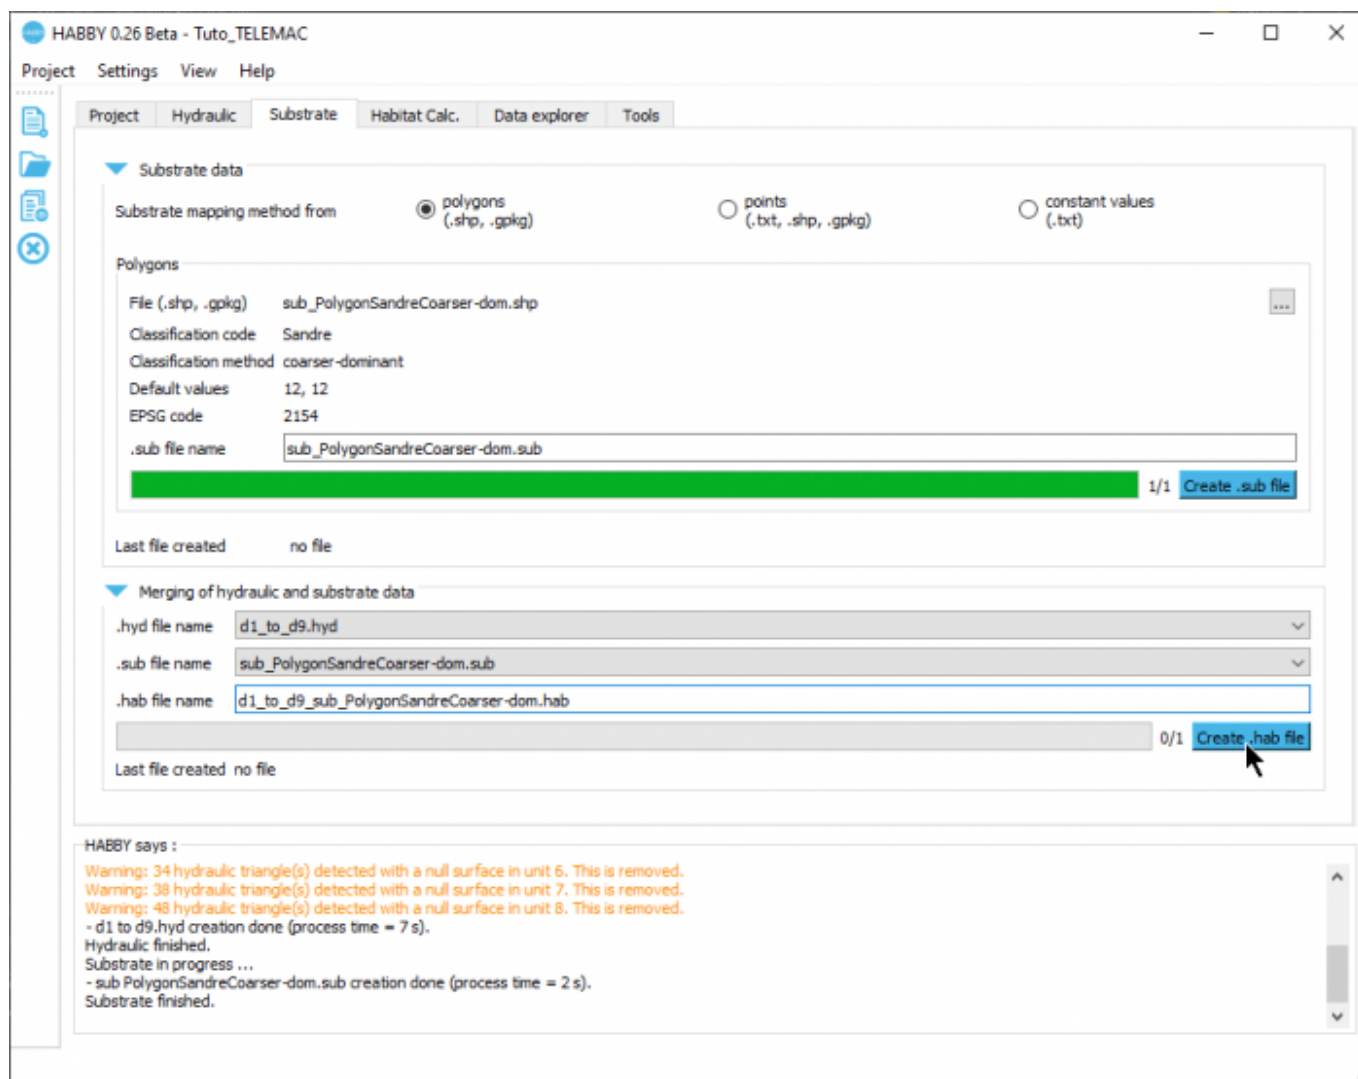 HABBY 0.26 Beta - Tuto_TELEMAC
Project Settings View Help
Project Hydraulic Substrate Habitat Calc. Data explorer Tools
Substrate data
Substrate mapping method from
polygons
(.shp, .gpkg)
points
(.txt, .shp, .gpkg)
constant values
(.txt)
Polygons
File (.shp, .gpkg) sub_PolygonSandreCoarser-dom.shp ...
Classification code Sandre
Classification method coarser-dominant
Default values 12, 12
EPSG code 2154
.sub file name sub_PolygonSandreCoarser-dom.sub
1/1 Create .sub file
Last file created no file
Merging of hydraulic and substrate data
.hyd file name d1_to_d9.hyd
.sub file name sub_PolygonSandreCoarser-dom.sub
.hab file name d1_to_d9_sub_PolygonSandreCoarser-dom.hab
0/1 Create .hab file
Last file created no file
HABBY says :
Warning: 34 hydraulic triangle(s) detected with a null surface in unit 6. This is removed.
Warning: 38 hydraulic triangle(s) detected with a null surface in unit 7. This is removed.
Warning: 48 hydraulic triangle(s) detected with a null surface in unit 8. This is removed.
- d1 to d9.hyd creation done (process time = 7 s).
Hydraulic finished.
Substrate in progress ...
- sub PolygonSandreCoarser-dom.sub creation done (process time = 2 s).
Substrate finished.